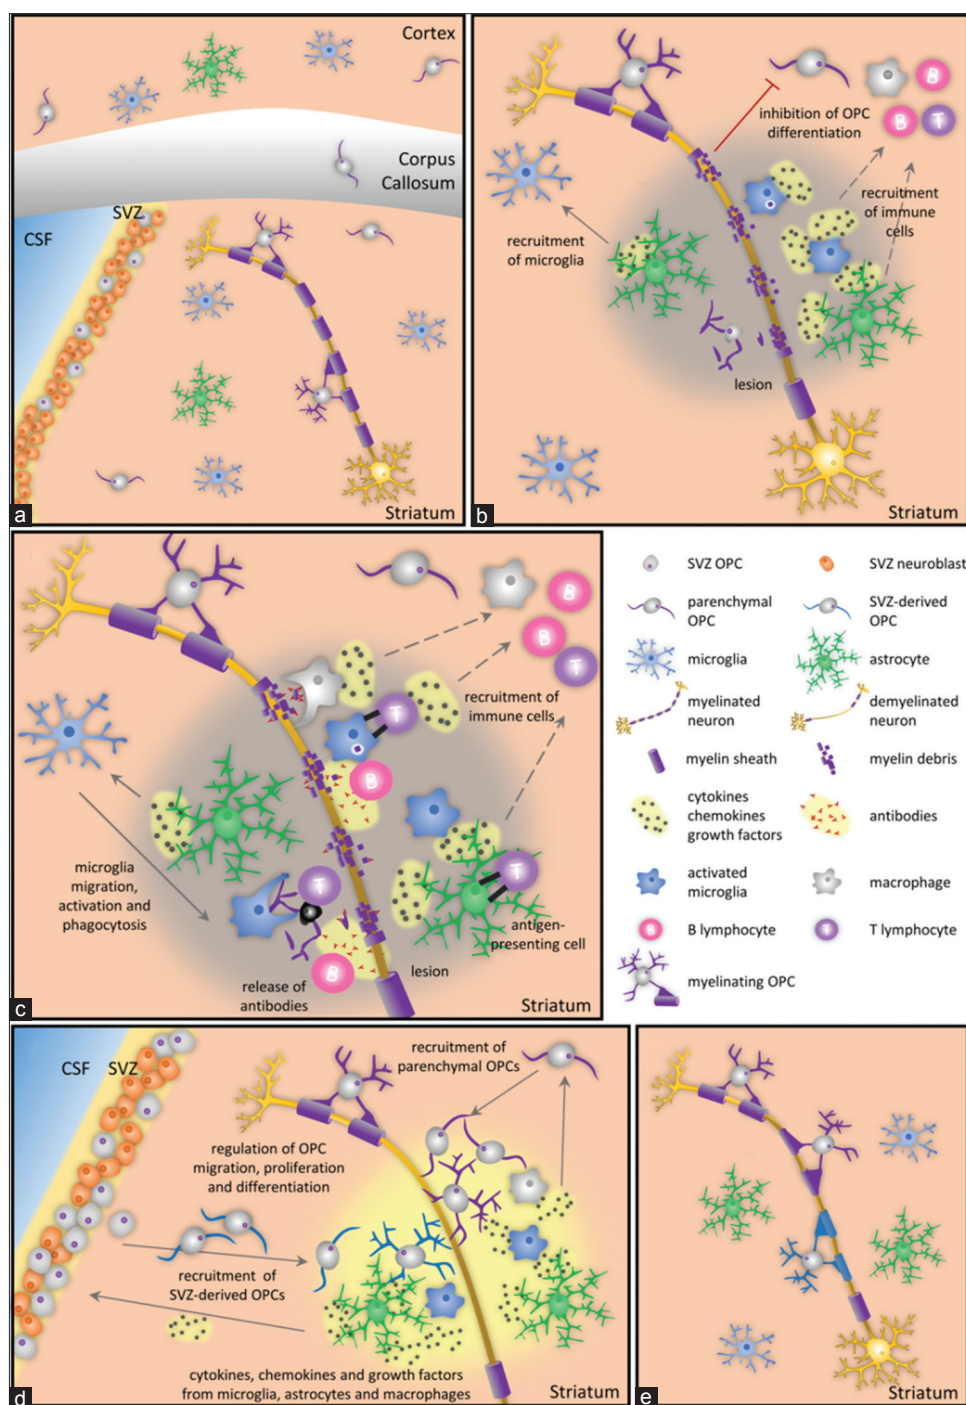 Cortex
Corpus
Callosum
SVZ
CSF
Striatum
a
B
B
T
inhibition of OPC
differentiation
recruitment
of immune
cells
recruitment
of microglia
lesion
Striatum
b
B
B
T
recruitment of
immune cells
T
B
microglia
migration,
activation and
phagocytosis
T
T
antigen-
presenting cell
B
lesion
release of
antibodies
Striatum
c
SVZ OPC
SVZ neuroblast
parenchymal
OPC
SVZ-derived
OPC
microglia
astrocyte
myelinated
neuron
demyelinated
neuron
myelin sheath
myelin debris
cytokines
chemokines
growth factors
antibodies
activated
microglia
macrophage
B
B lymphocyte
T
T lymphocyte
myelinating OPC
CSF
SVZ
recruitment of
parenchymal OPCs
regulation of OPC
migration, proliferation
and differentiation
recruitment of
SVZ-derived OPCs
cytokines, chemokines and growth factors
from microglia, astrocytes and macrophages
Striatum
d
Striatum
e